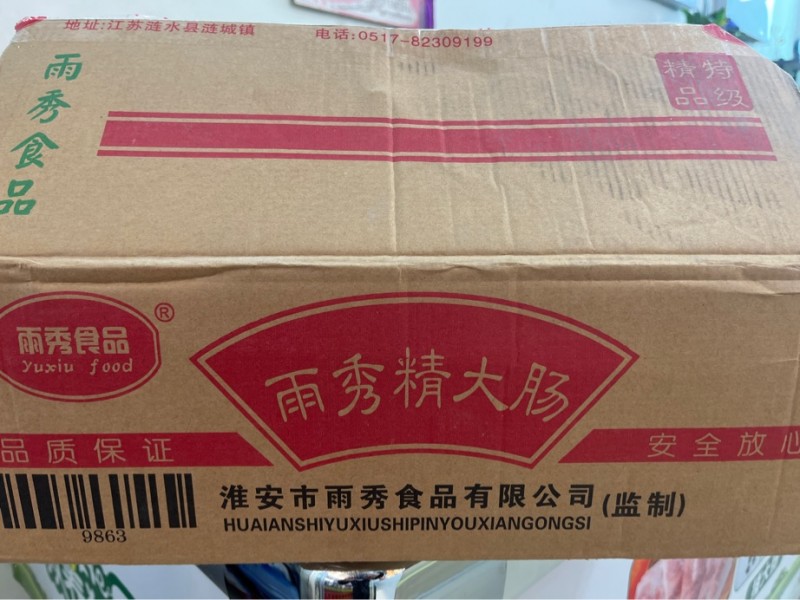 地址:江苏涟水县涟城镇
电话:0517-82309199
雨秀食品
特级
精品
雨秀食品
®
yuxiu food
雨秀精大肠
品质保证
安全放心
9863
淮安市雨秀食品有限公司(监制)
HUAIANSHIYUXIUSHIPINYOUXIANGONGSI